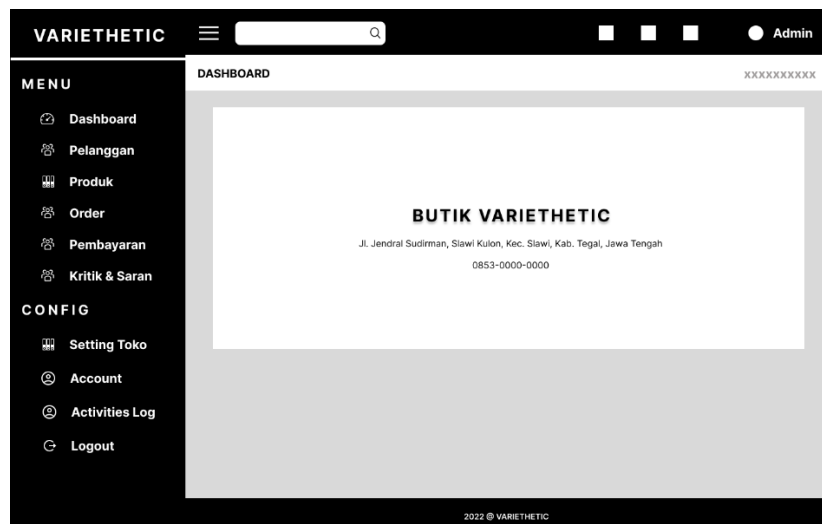 VARIETHETIC
Admin
MENU
Dashboard
Pelanggan
Produk
Order
Pembayaran
Kritik & Saran
CONFIG
Setting Toko
Account
Activities Log
Logout
DASHBOARD
xxxxxxxxxx
BUTIK VARIETHETIC
Jl. Jendral Sudirman, Slawi Kulon, Kec. Slawi, Kab. Tegal, Jawa Tengah
0853-0000-0000
2022 @ VARIETHETIC